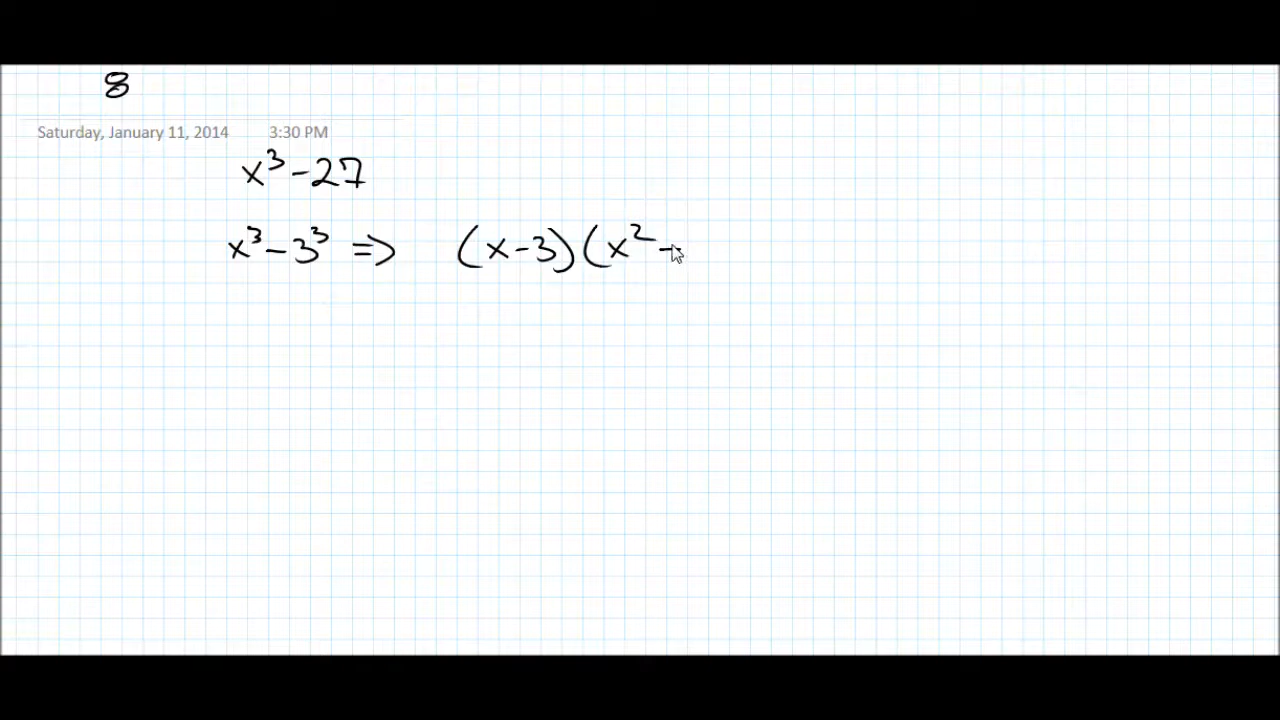 8
Saturday, January 11, 2014 3:30 PM
x³ - 27
x³ - 3³ => (x - 3)(x² -